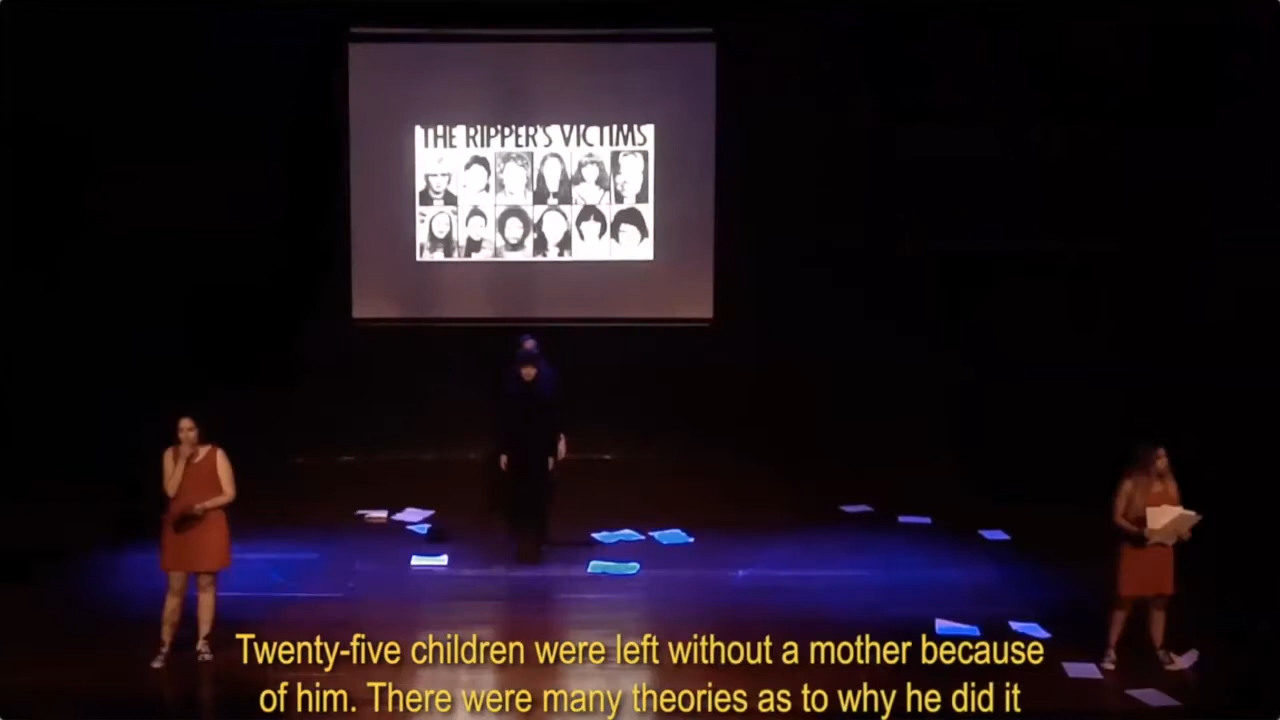 THE RIPPER'S VICTIMS
Twenty-five children were left without a mother because
of him. There were many theories as to why he did it